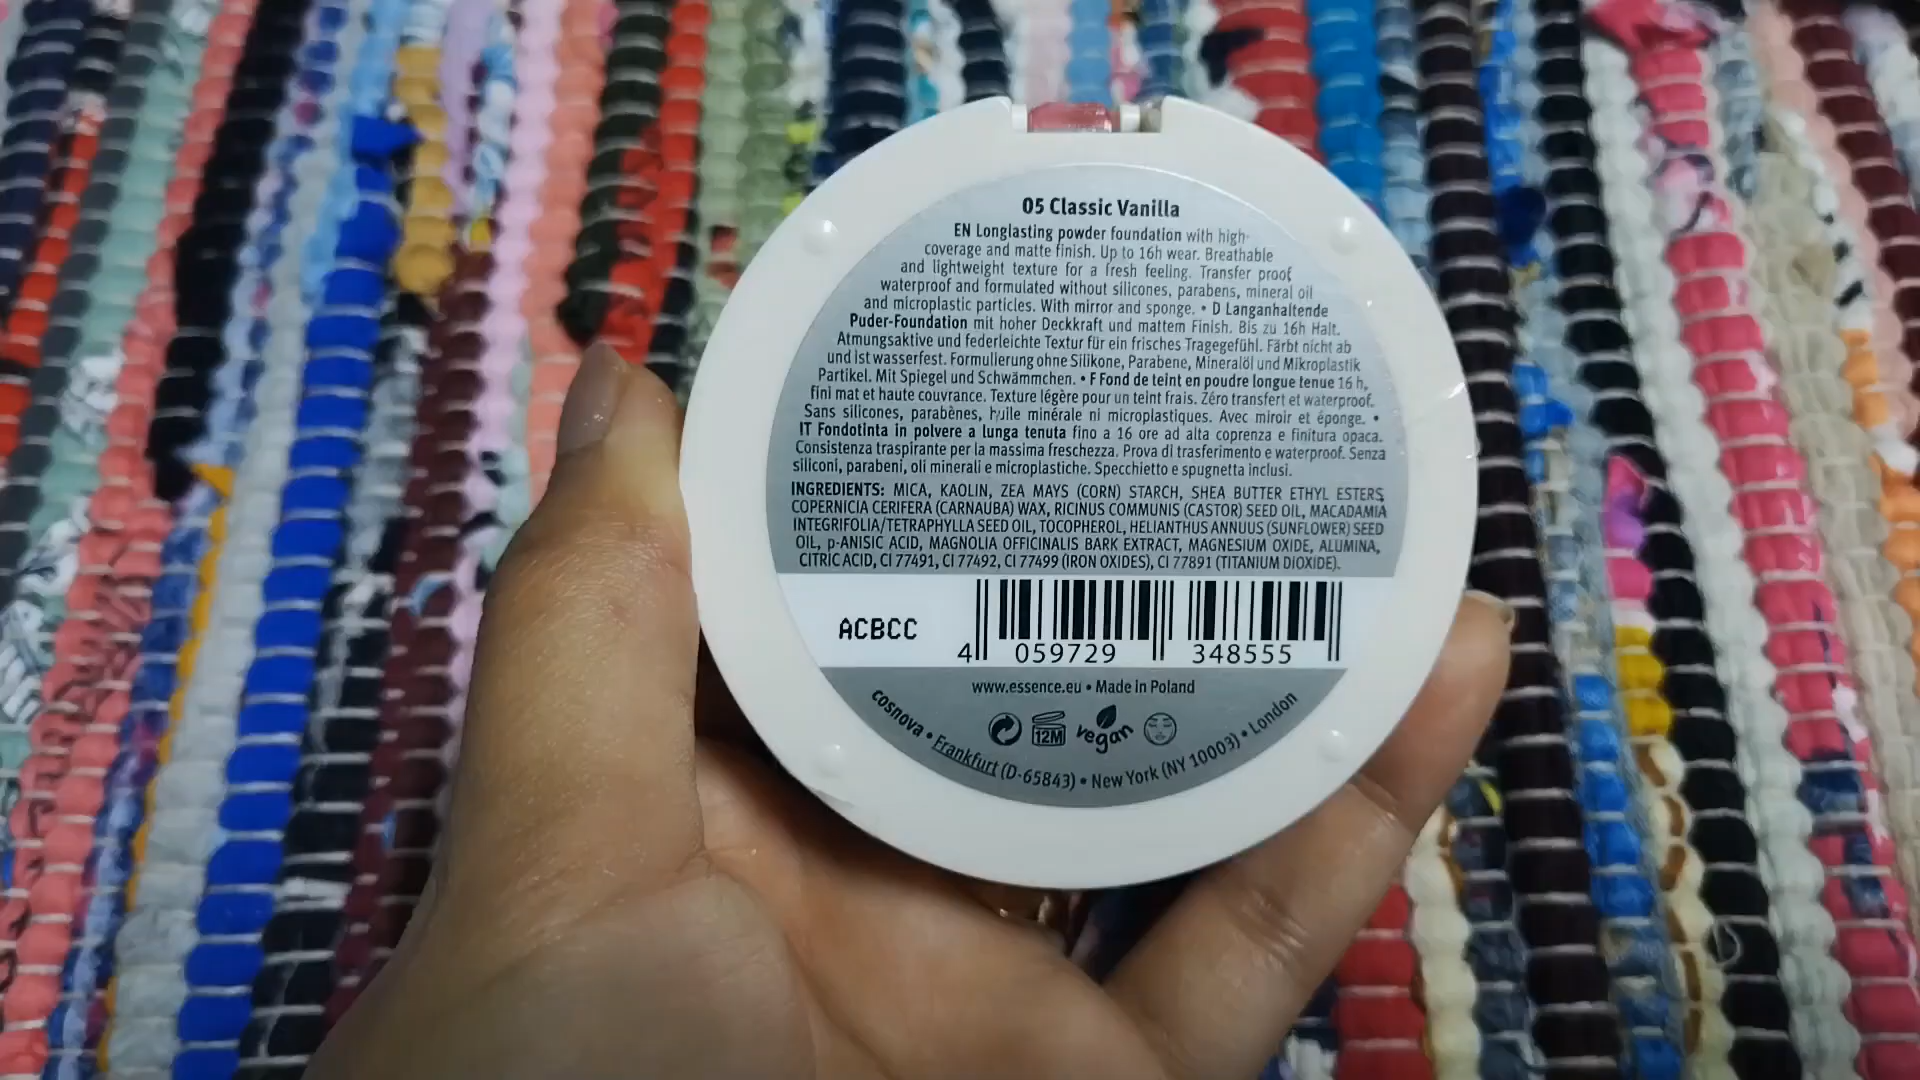 05 Classic Vanilla
EN Longlasting powder foundation with high-
coverage and matte finish. Up to 16h wear. Breathable
and lightweight texture for a fresh feeling. Transfer proof,
waterproof and formulated without silicones, parabens, mineral oil
and microplastic particles. With mirror and sponge. • D Langanhaltende
Puder-Foundation mit hoher Deckkraft und mattem Finish. Bis zu 16h Halt.
Atmungsaktive und federleichte Textur für ein frisches Tragegefühl. Färbt nicht ab
und ist wasserfest. Formulierung ohne Silikone, Parabene, Mineralöl und Mikroplastik
Partikel. Mit Spiegel und Schwämmchen. • F Fond de teint en poudre longue tenue 16 h,
fini mat et haute couvrance. Texture légère pour un teint frais. Zéro transfert et waterproof.
Sans silicones, parabènes, huile minérale ni microplastiques. Avec miroir et éponge. •
IT Fondotinta in polvere a lunga tenuta fino a 16 ore ad alta coprenza e finitura opaca.
Consistenza traspirante per la massima freschezza. Prova di trasferimento e waterproof. Senza
siliconi, parabeni, oli minerali e microplastiche. Specchietto e spugnetta inclusi.
INGREDIENTS: MICA, KAOLIN, ZEA MAYS (CORN) STARCH, SHEA BUTTER ETHYL ESTERS,
COPERNICIA CERIFERA (CARNAUBA) WAX, RICINUS COMMUNIS (CASTOR) SEED OIL, MACADAMIA
INTEGRIFOLIA/TETRAPHYLLA SEED OIL, TOCOPHEROL, HELIANTHUS ANNUUS (SUNFLOWER) SEED
OIL, p-ANISIC ACID, MAGNOLIA OFFICINALIS BARK EXTRACT, MAGNESIUM OXIDE, ALUMINA,
CITRIC ACID, CI 77491, CI 77492, CI 77499 (IRON OXIDES), CI 77891 (TITANIUM DIOXIDE).
ACBCC
4 059729 348555
www.essence.eu • Made in Poland
12M vegan
cosnova • Frankfurt (D-65843) • New York (NY 10003) • London